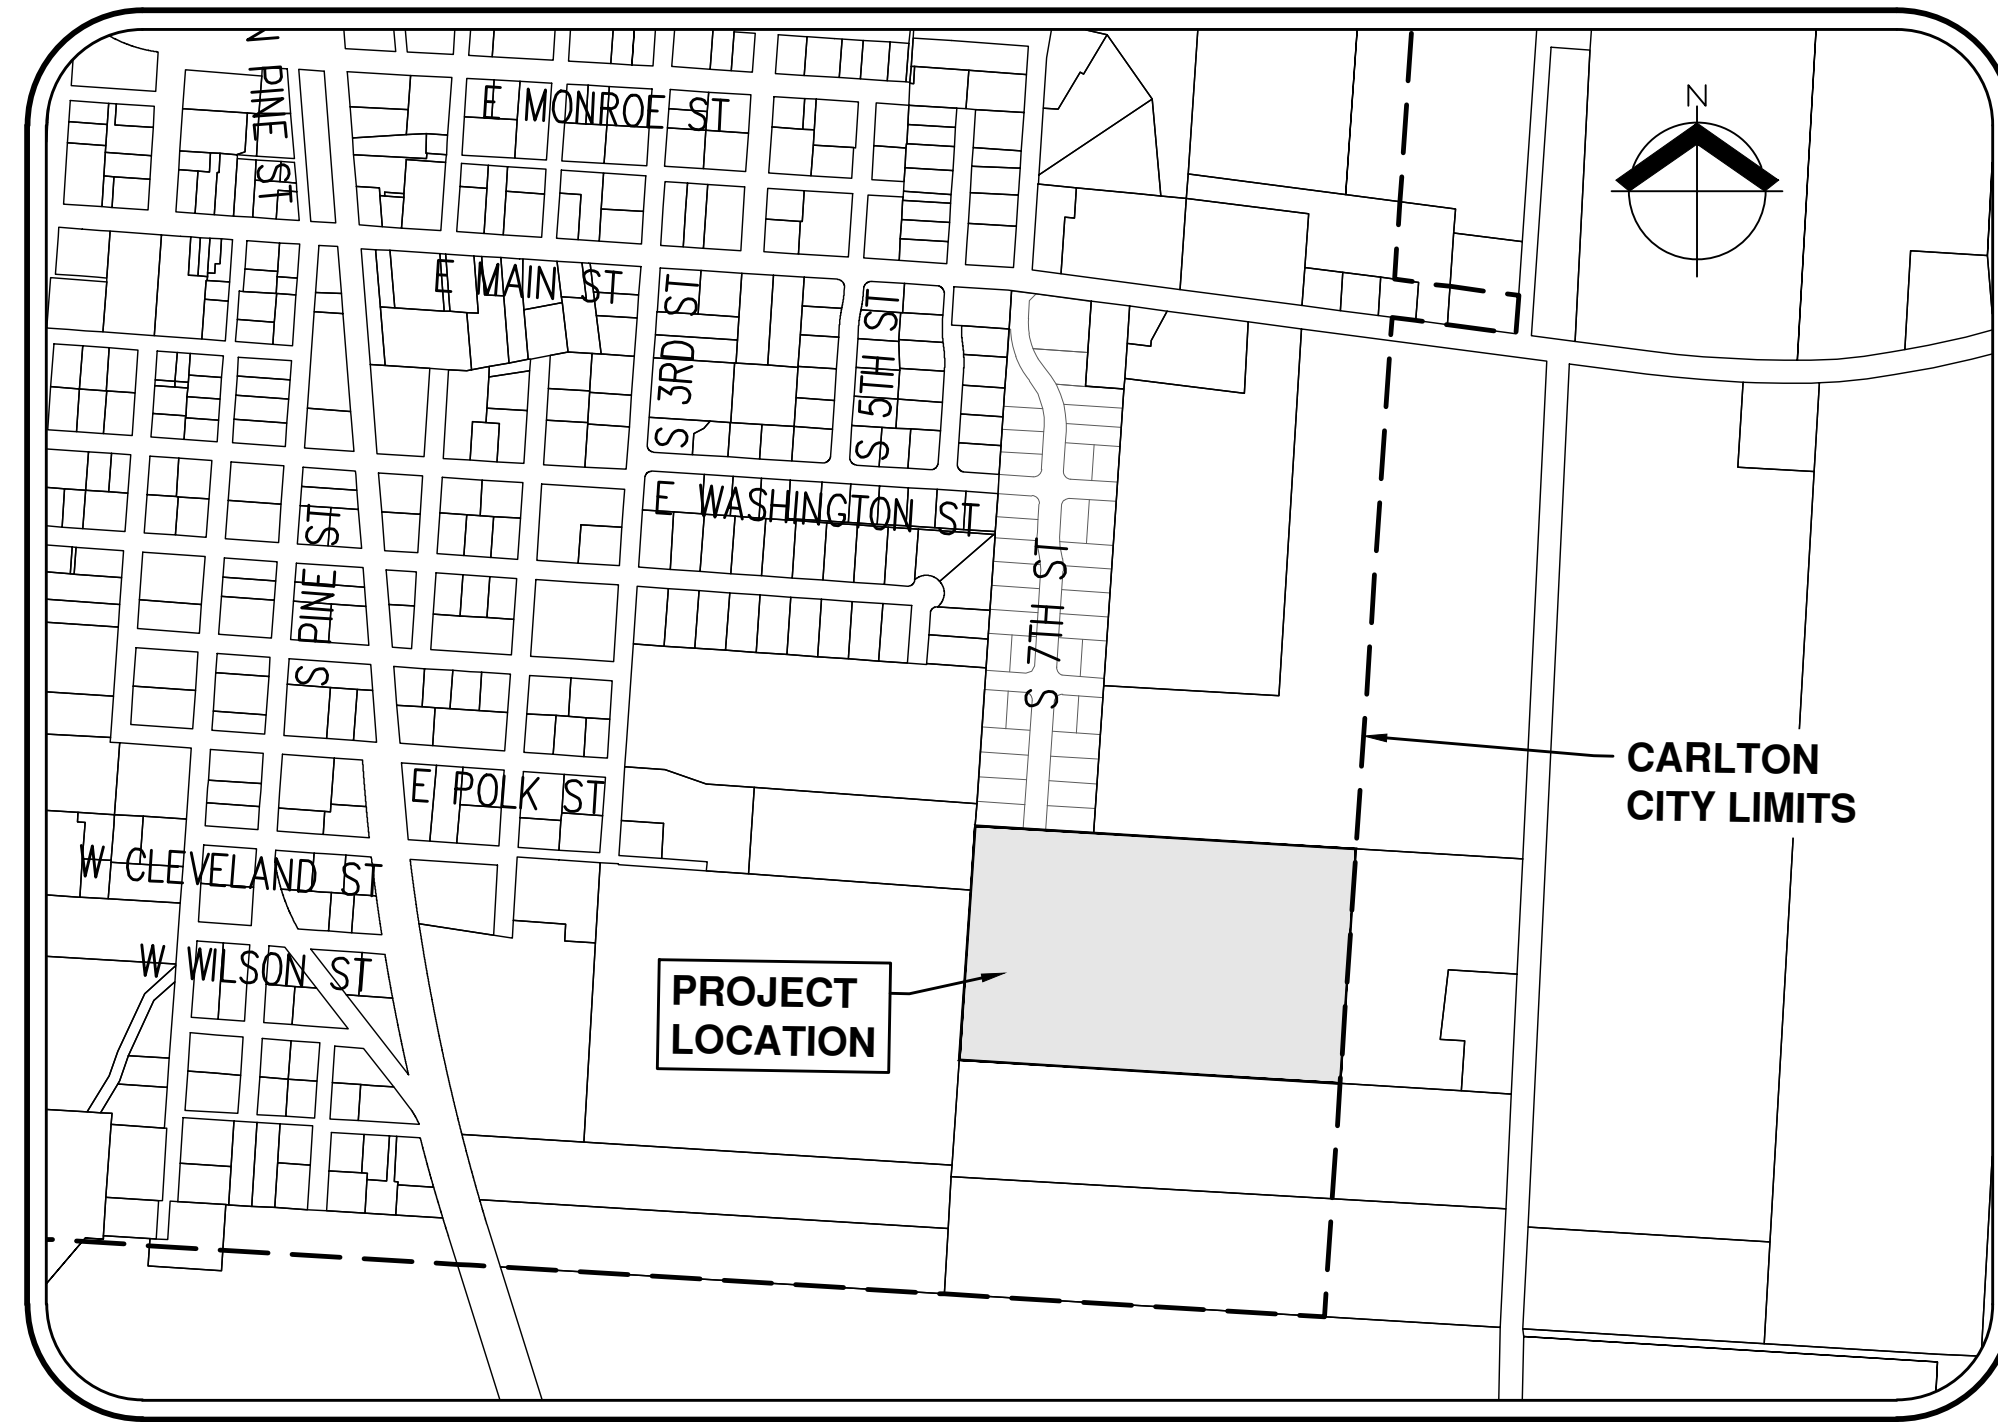 N
N PINE ST
E MONROE ST
E MAIN ST
S 3RD ST
S 5TH ST
E WASHINGTON ST
S PINE ST
S 7TH ST
CARLTON
CITY LIMITS
E POLK ST
W CLEVELAND ST
W WILSON ST
PROJECT
LOCATION